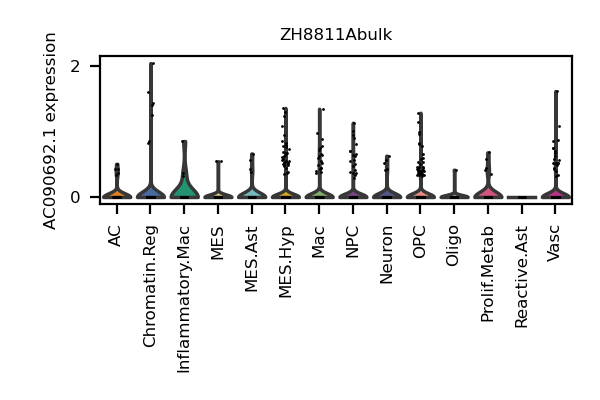 ZH8811Abulk
AC090692.1 expression
2
0
AC
Chromatin.Reg
Inflammatory.Mac
MES
MES.Ast
MES.Hyp
Mac
NPC
Neuron
OPC
Oligo
Prolif.Metab
Reactive.Ast
Vasc